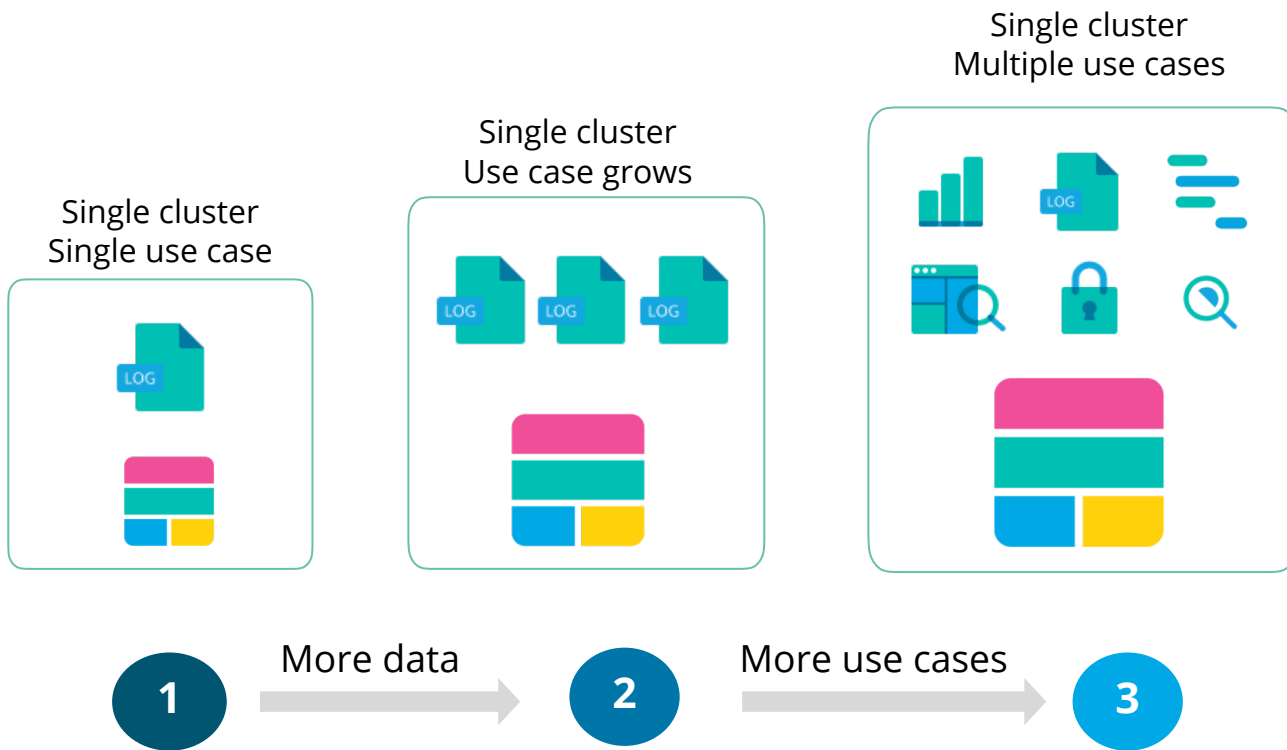 Single cluster
Single use case
LOG
Single cluster
Use case grows
LOG
LOG
LOG
Single cluster
Multiple use cases
LOG
1
More data
2
More use cases
3